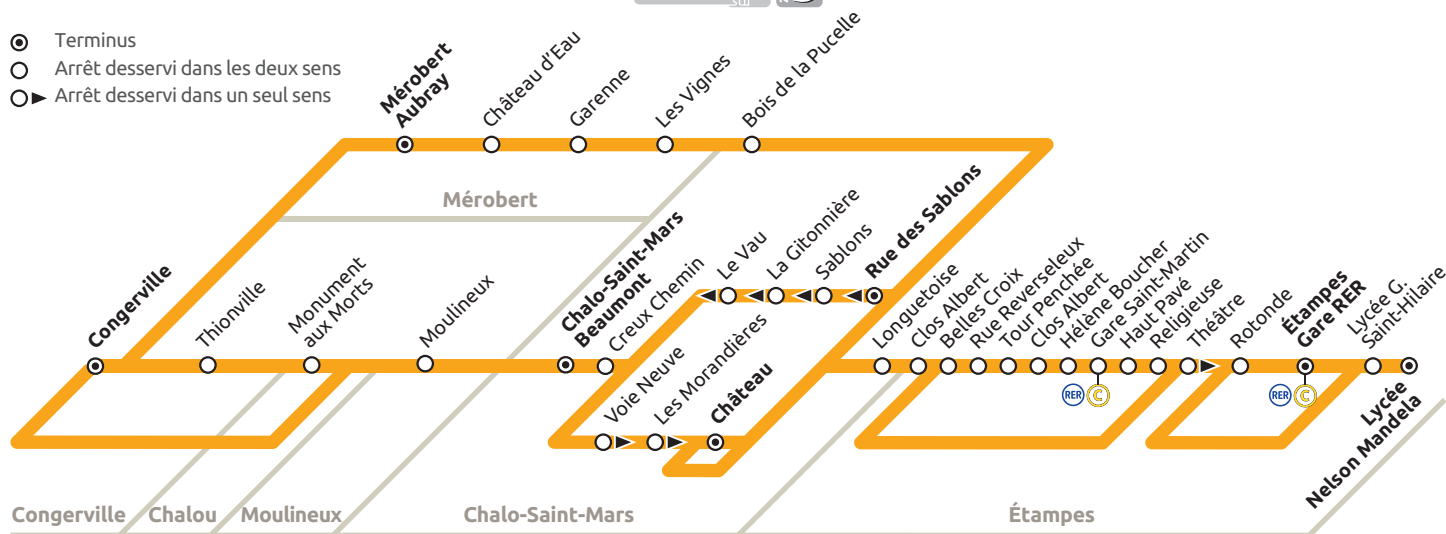 Terminus
Arrêt desservi dans les deux sens
Arrêt desservi dans un seul sens
Mérobert
Aubray
Château d'Eau
Garenne
Les Vignes
Bois de la Pucelle
Mérobert
Congerville
Thionville
Monument
aux Morts
Moulineux
Chalo-Saint-Mars
Beaumont
Creux Chemin
Le Vau
La Gitonnière
Sablons
Rue des Sablons
Voie Neuve
Les Morandières
Château
Longuetoise
Clos Albert
Belles Croix
Rue Reverseleux
Tour Penchée
Clos Albert
Hélène Boucher
Gare Saint-Martin
Haut Pavé
Religieuse
Théâtre
Rotonde
Étampes
Gare RER
Lycée G.
Saint-Hilaire
Lycée
Nelson Mandela
RER C
RER C
Congerville
Chalou
Moulineux
Chalo-Saint-Mars
Étampes